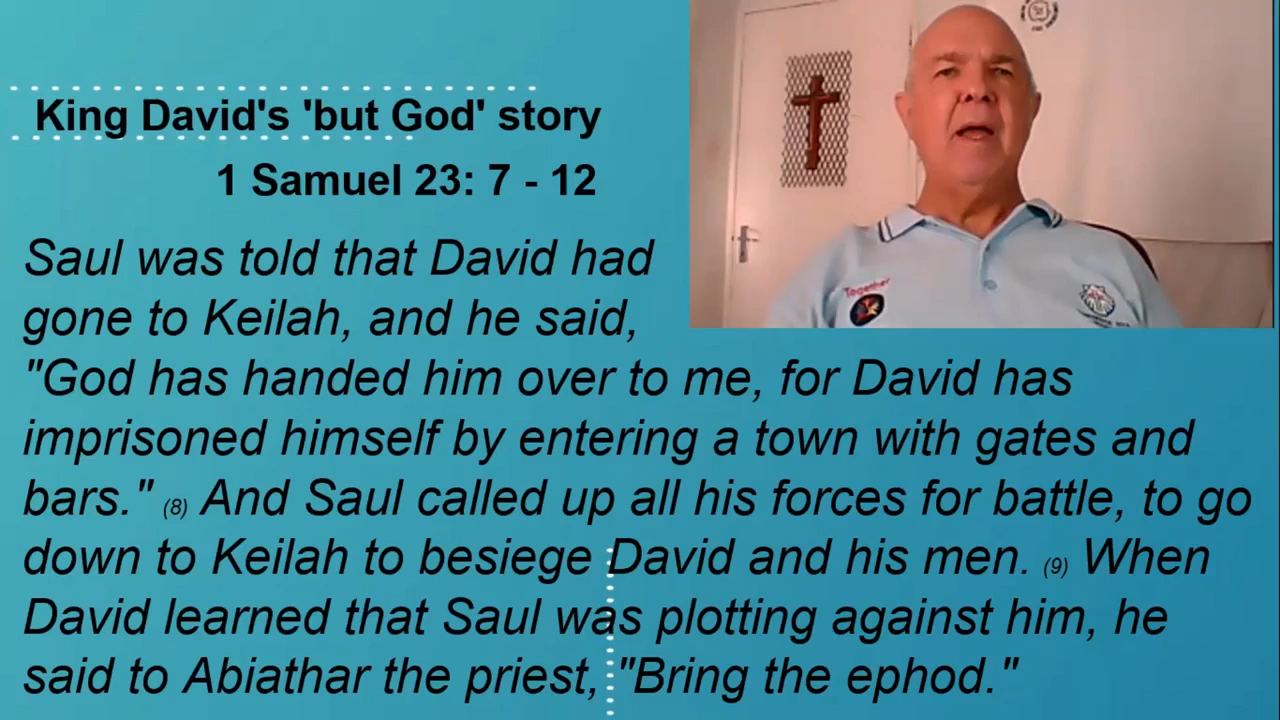 King David's 'but God' story
1 Samuel 23: 7 - 12
Saul was told that David had
gone to Keilah, and he said,
"God has handed him over to me, for David has
imprisoned himself by entering a town with gates and
bars." (8) And Saul called up all his forces for battle, to go
down to Keilah to besiege David and his men. (9) When
David learned that Saul was plotting against him, he
said to Abiathar the priest, "Bring the ephod."
Together